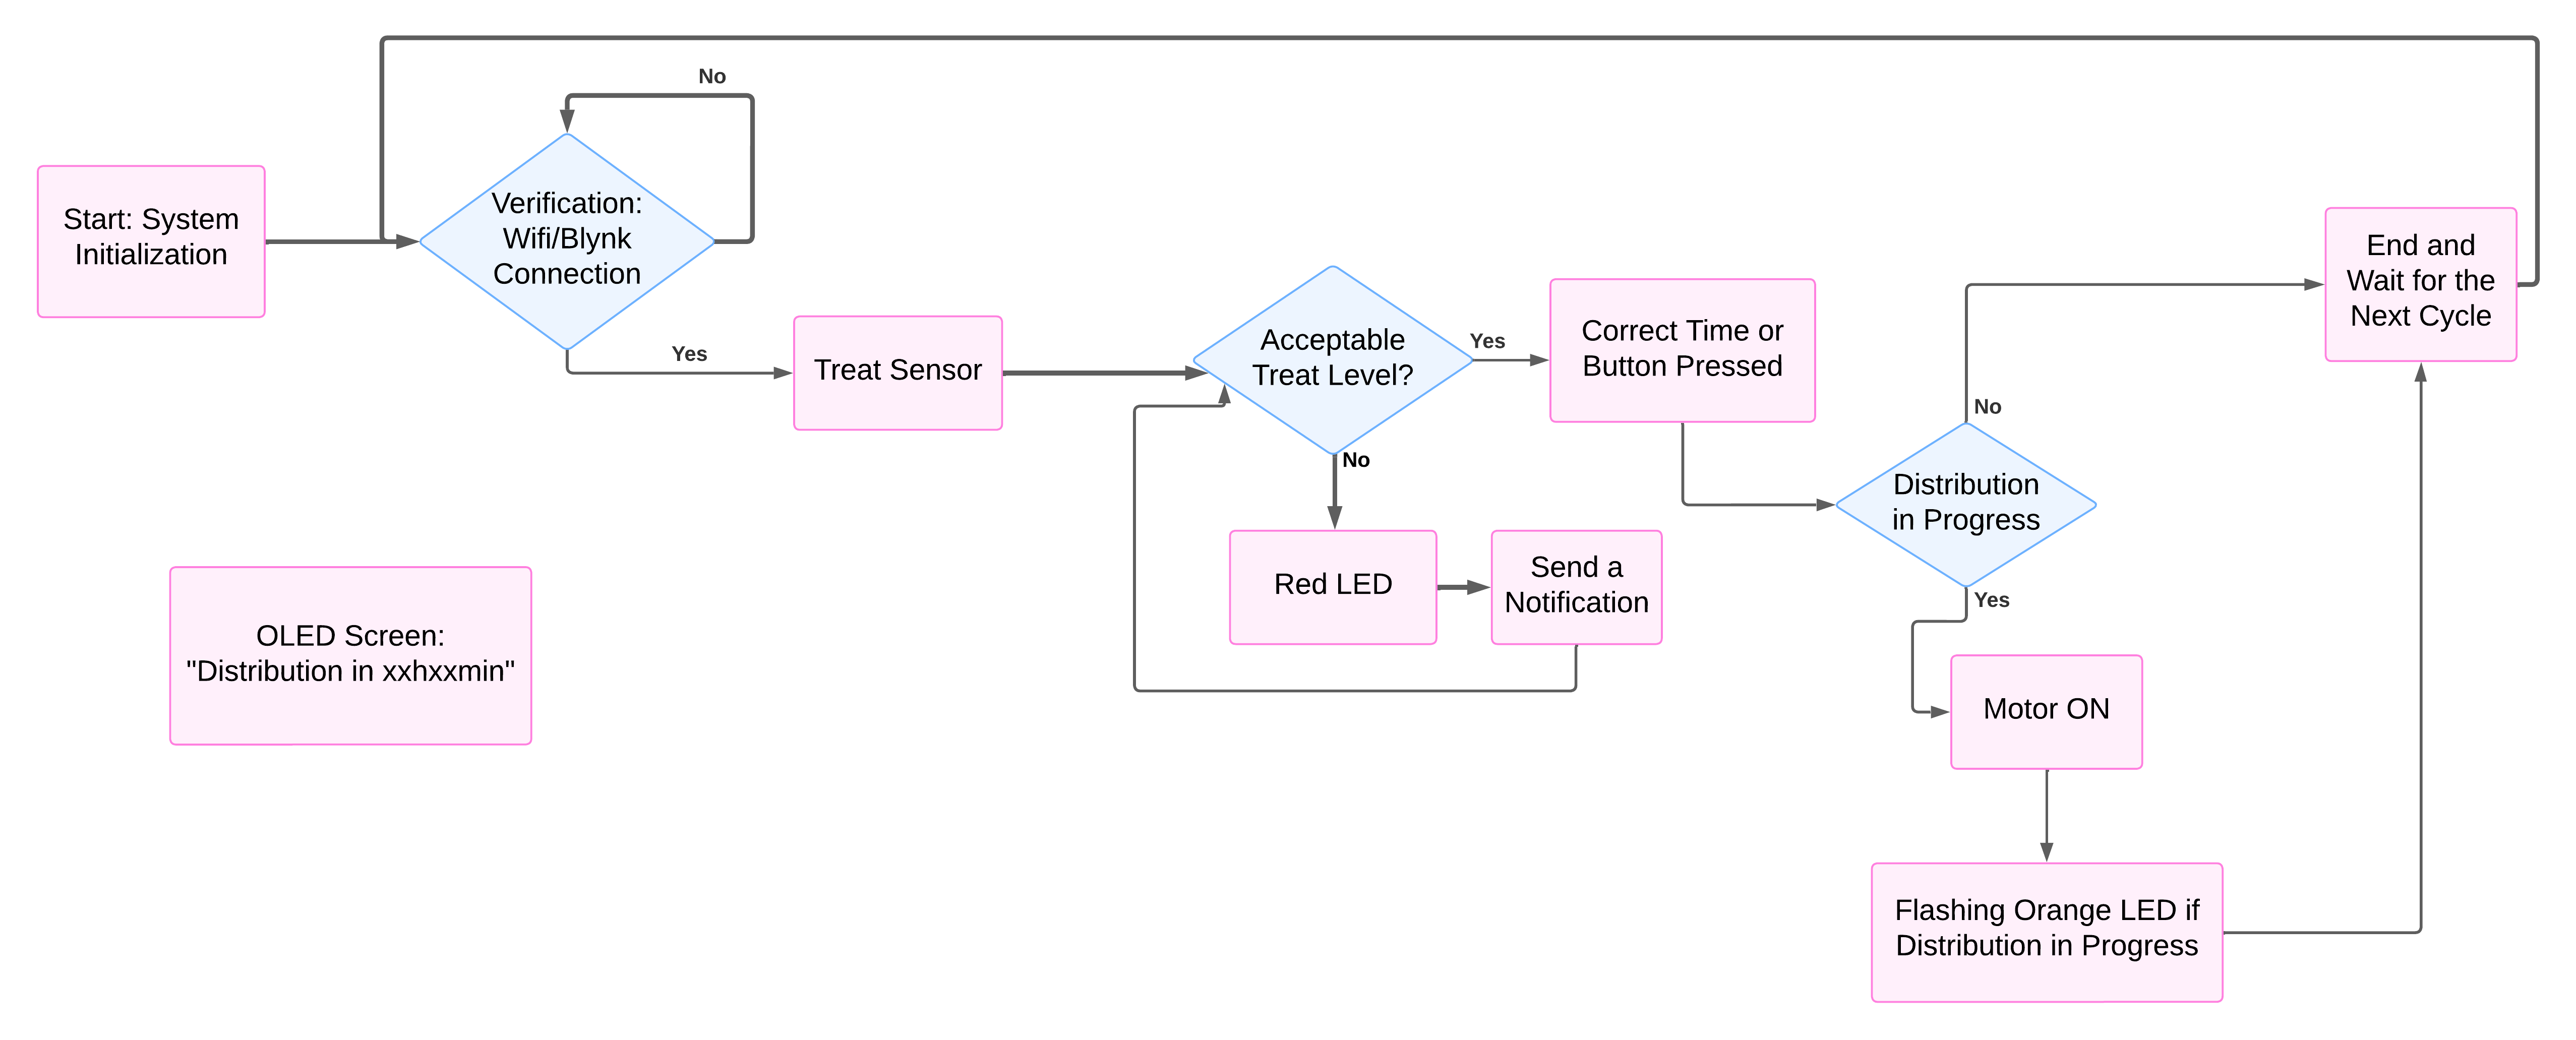 No
Start: System
Initialization
Verification:
Wifi/Blynk
Connection
Yes
Treat Sensor
Acceptable
Treat Level?
Yes
Correct Time or
Button Pressed
No
Red LED
Send a
Notification
Distribution
in Progress
No
End and
Wait for the
Next Cycle
Yes
Motor ON
Flashing Orange LED if
Distribution in Progress
OLED Screen:
"Distribution in xxhxxmin"